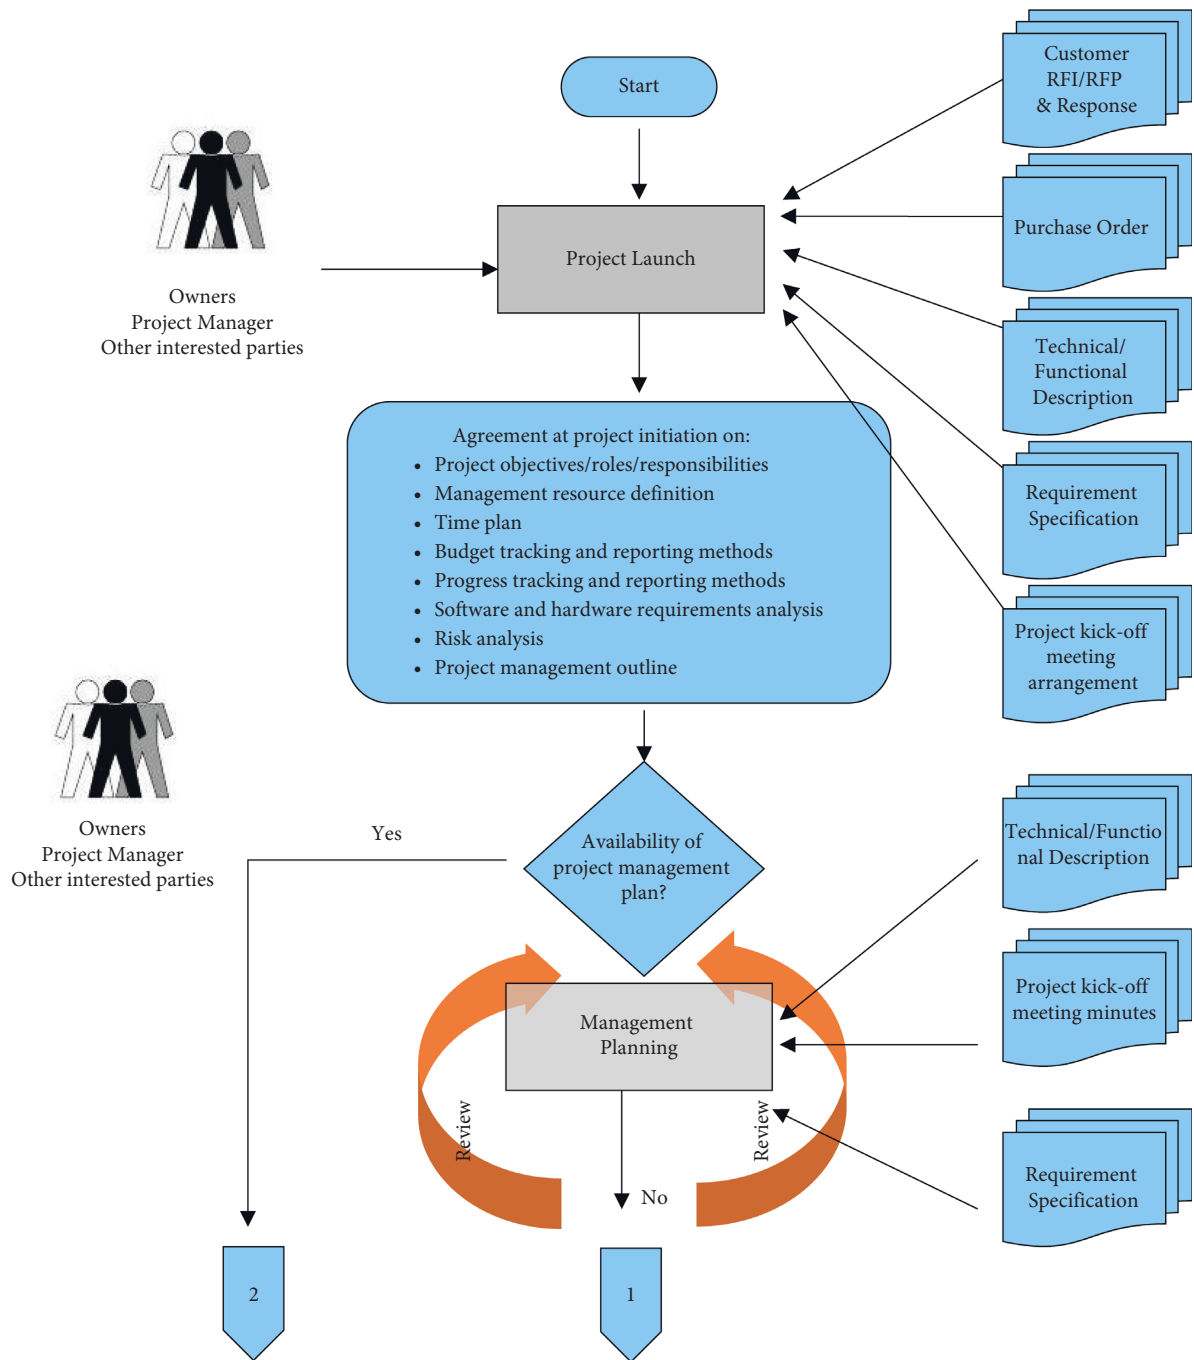 Start
Customer
RFI/RFP
& Response
Purchase Order
Project Launch
Owners
Project Manager
Other interested parties
Technical/
Functional
Description
Agreement at project initiation on:
• Project objectives/roles/responsibilities
• Management resource definition
• Time plan
• Budget tracking and reporting methods
• Progress tracking and reporting methods
• Software and hardware requirements analysis
• Risk analysis
• Project management outline
Requirement
Specification
Project kick-off
meeting
arrangement
Owners
Project Manager
Other interested parties
Yes
Availability of
project management
plan?
Technical/Functio
nal Description
Project kick-off
meeting minutes
Management
Planning
Review
Review
No
Requirement
Specification
2
1